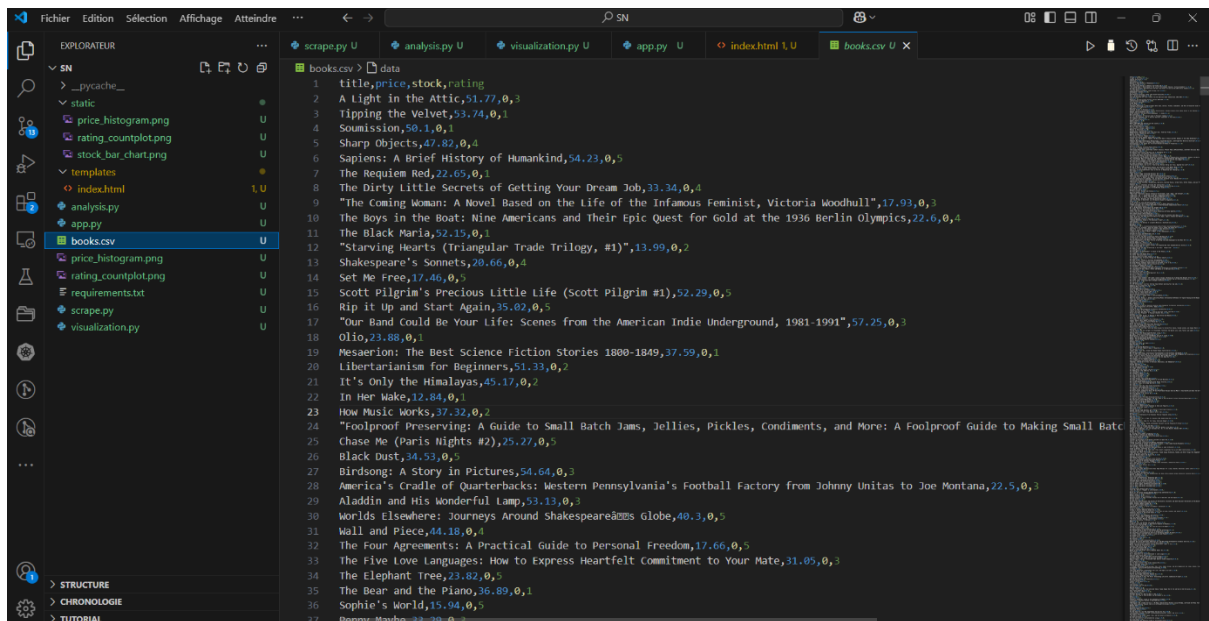 Fichier Edition Sélection Affichage Atteindre ... SN
EXPLORATEUR ...
scrape.py U analysis.py U visualization.py U app.py U index.html 1, U books.csv U
SN
books.csv > data
__pycache__
static
price_histogram.png U
rating_countplot.png U
stock_bar_chart.png U
templates
index.html 1, U
analysis.py U
app.py U
books.csv U
price_histogram.png U
rating_countplot.png U
requirements.txt U
scrape.py U
visualization.py U
STRUCTURE
CHRONOLOGIE
TUTORIAL
13
2
1
1 title,price,stock,rating
2 A Light in the Attic,51.77,0,3
3 Tipping the Velvet,53.74,0,1
4 Soumission,50.1,0,1
5 Sharp Objects,47.82,0,4
6 Sapiens: A Brief History of Humankind,54.23,0,5
7 The Requiem Red,22.65,0,1
8 The Dirty Little Secrets of Getting Your Dream Job,33.34,0,4
9 "The Coming Woman: A Novel Based on the Life of the Infamous Feminist, Victoria Woodhull",17.93,0,3
10 The Boys in the Boat: Nine Americans and Their Epic Quest for Gold at the 1936 Berlin Olympics,22.6,0,4
11 The Black Maria,52.15,0,1
12 "Starving Hearts (Triangular Trade Trilogy, #1)",13.99,0,2
13 Shakespeare's Sonnets,20.66,0,4
14 Set Me Free,17.46,0,5
15 Scott Pilgrim's Precious Little Life (Scott Pilgrim #1),52.29,0,5
16 Rip it Up and Start Again,35.02,0,5
17 "Our Band Could Be Your Life: Scenes from the American Indie Underground, 1981-1991",57.25,0,3
18 Olio,23.88,0,1
19 Mesaerion: The Best Science Fiction Stories 1800-1849,37.59,0,1
20 Libertarianism for Beginners,51.33,0,2
21 It's Only the Himalayas,45.17,0,2
22 In Her Wake,12.84,0,1
23 How Music Works,37.32,0,2
24 "Foolproof Preserving: A Guide to Small Batch Jams, Jellies, Pickles, Condiments, and More: A Foolproof Guide to Making Small Batc
25 Chase Me (Paris Nights #2),25.27,0,5
26 Black Dust,34.53,0,5
27 Birdsong: A Story in Pictures,54.64,0,3
28 America's Cradle of Quarterbacks: Western Pennsylvania's Football Factory from Johnny Unitas to Joe Montana,22.5,0,3
29 Aladdin and His Wonderful Lamp,53.13,0,3
30 Worlds Elsewhere: Journeys Around Shakespeareâs Globe,40.3,0,5
31 Wall and Piece,44.18,0,4
32 The Four Agreements: A Practical Guide to Personal Freedom,17.66,0,5
33 The Five Love Languages: How to Express Heartfelt Commitment to Your Mate,31.05,0,3
34 The Elephant Tree,23.82,0,5
35 The Bear and the Piano,36.89,0,1
36 Sophie's World,15.94,0,5